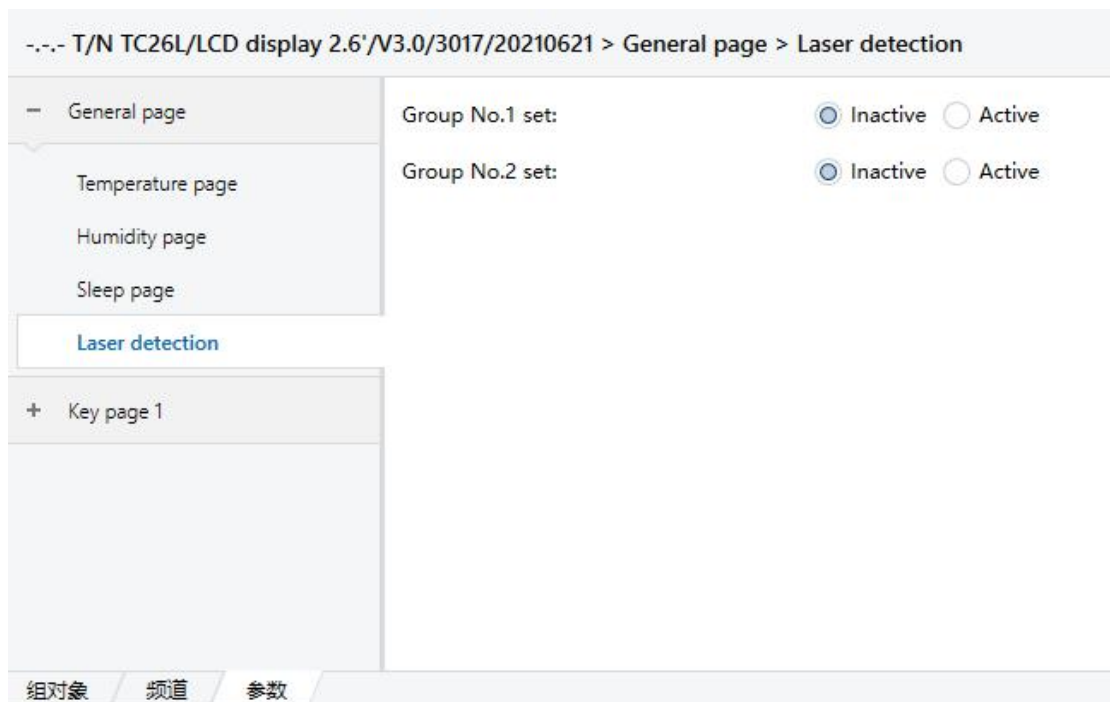 -.-.- T/N TC26L/LCD display 2.6'/V3.0/3017/20210621 > General page > Laser detection
− General page
Temperature page
Humidity page
Sleep page
Laser detection
+ Key page 1
Group No.1 set: Inactive Active
Group No.2 set: Inactive Active
组对象 频道 参数